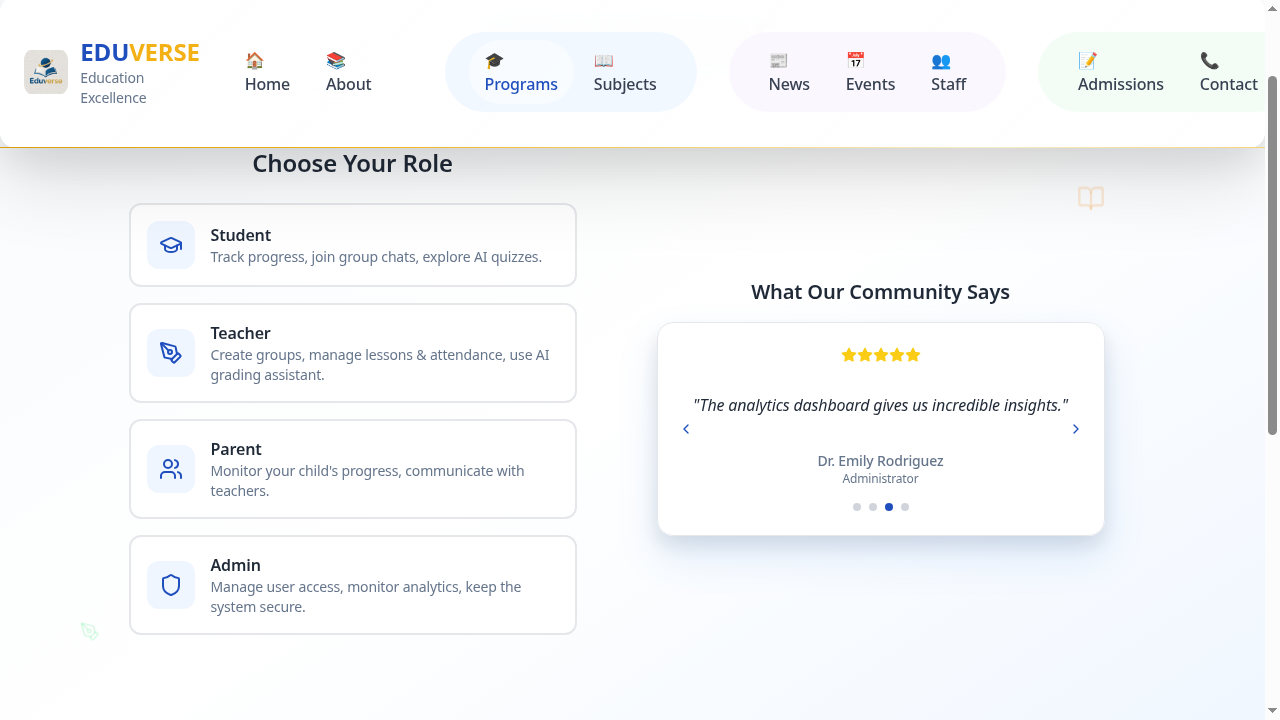 EDUVERSE
Education
Excellence
Eduverse
🏠
Home
📚
About
🎓
Programs
📖
Subjects
📰
News
📅
Events
👥
Staff
📝
Admissions
📞
Contact
Choose Your Role
Student
Track progress, join group chats, explore AI quizzes.
Teacher
Create groups, manage lessons & attendance, use AI
grading assistant.
Parent
Monitor your child's progress, communicate with
teachers.
Admin
Manage user access, monitor analytics, keep the
system secure.
What Our Community Says
"The analytics dashboard gives us incredible insights."
Dr. Emily Rodriguez
Administrator